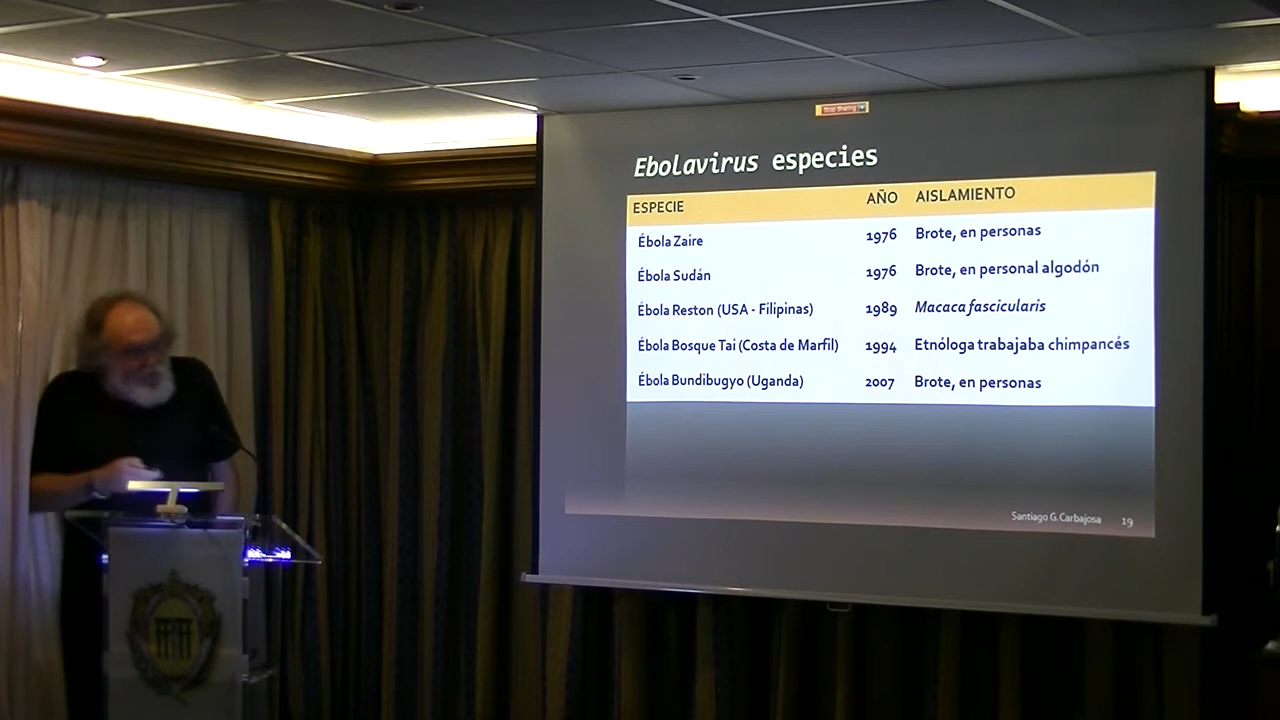 Stop Sharing
Ebolavirus especies
ESPECIE AÑO AISLAMIENTO
Ébola Zaire 1976 Brote, en personas
Ébola Sudán 1976 Brote, en personal algodón
Ébola Reston (USA - Filipinas) 1989 Macaca fascicularis
Ébola Bosque Tai (Costa de Marfil) 1994 Etnóloga trabajaba chimpancés
Ébola Bundibugyo (Uganda) 2007 Brote, en personas
Santiago G. Carbajosa 19